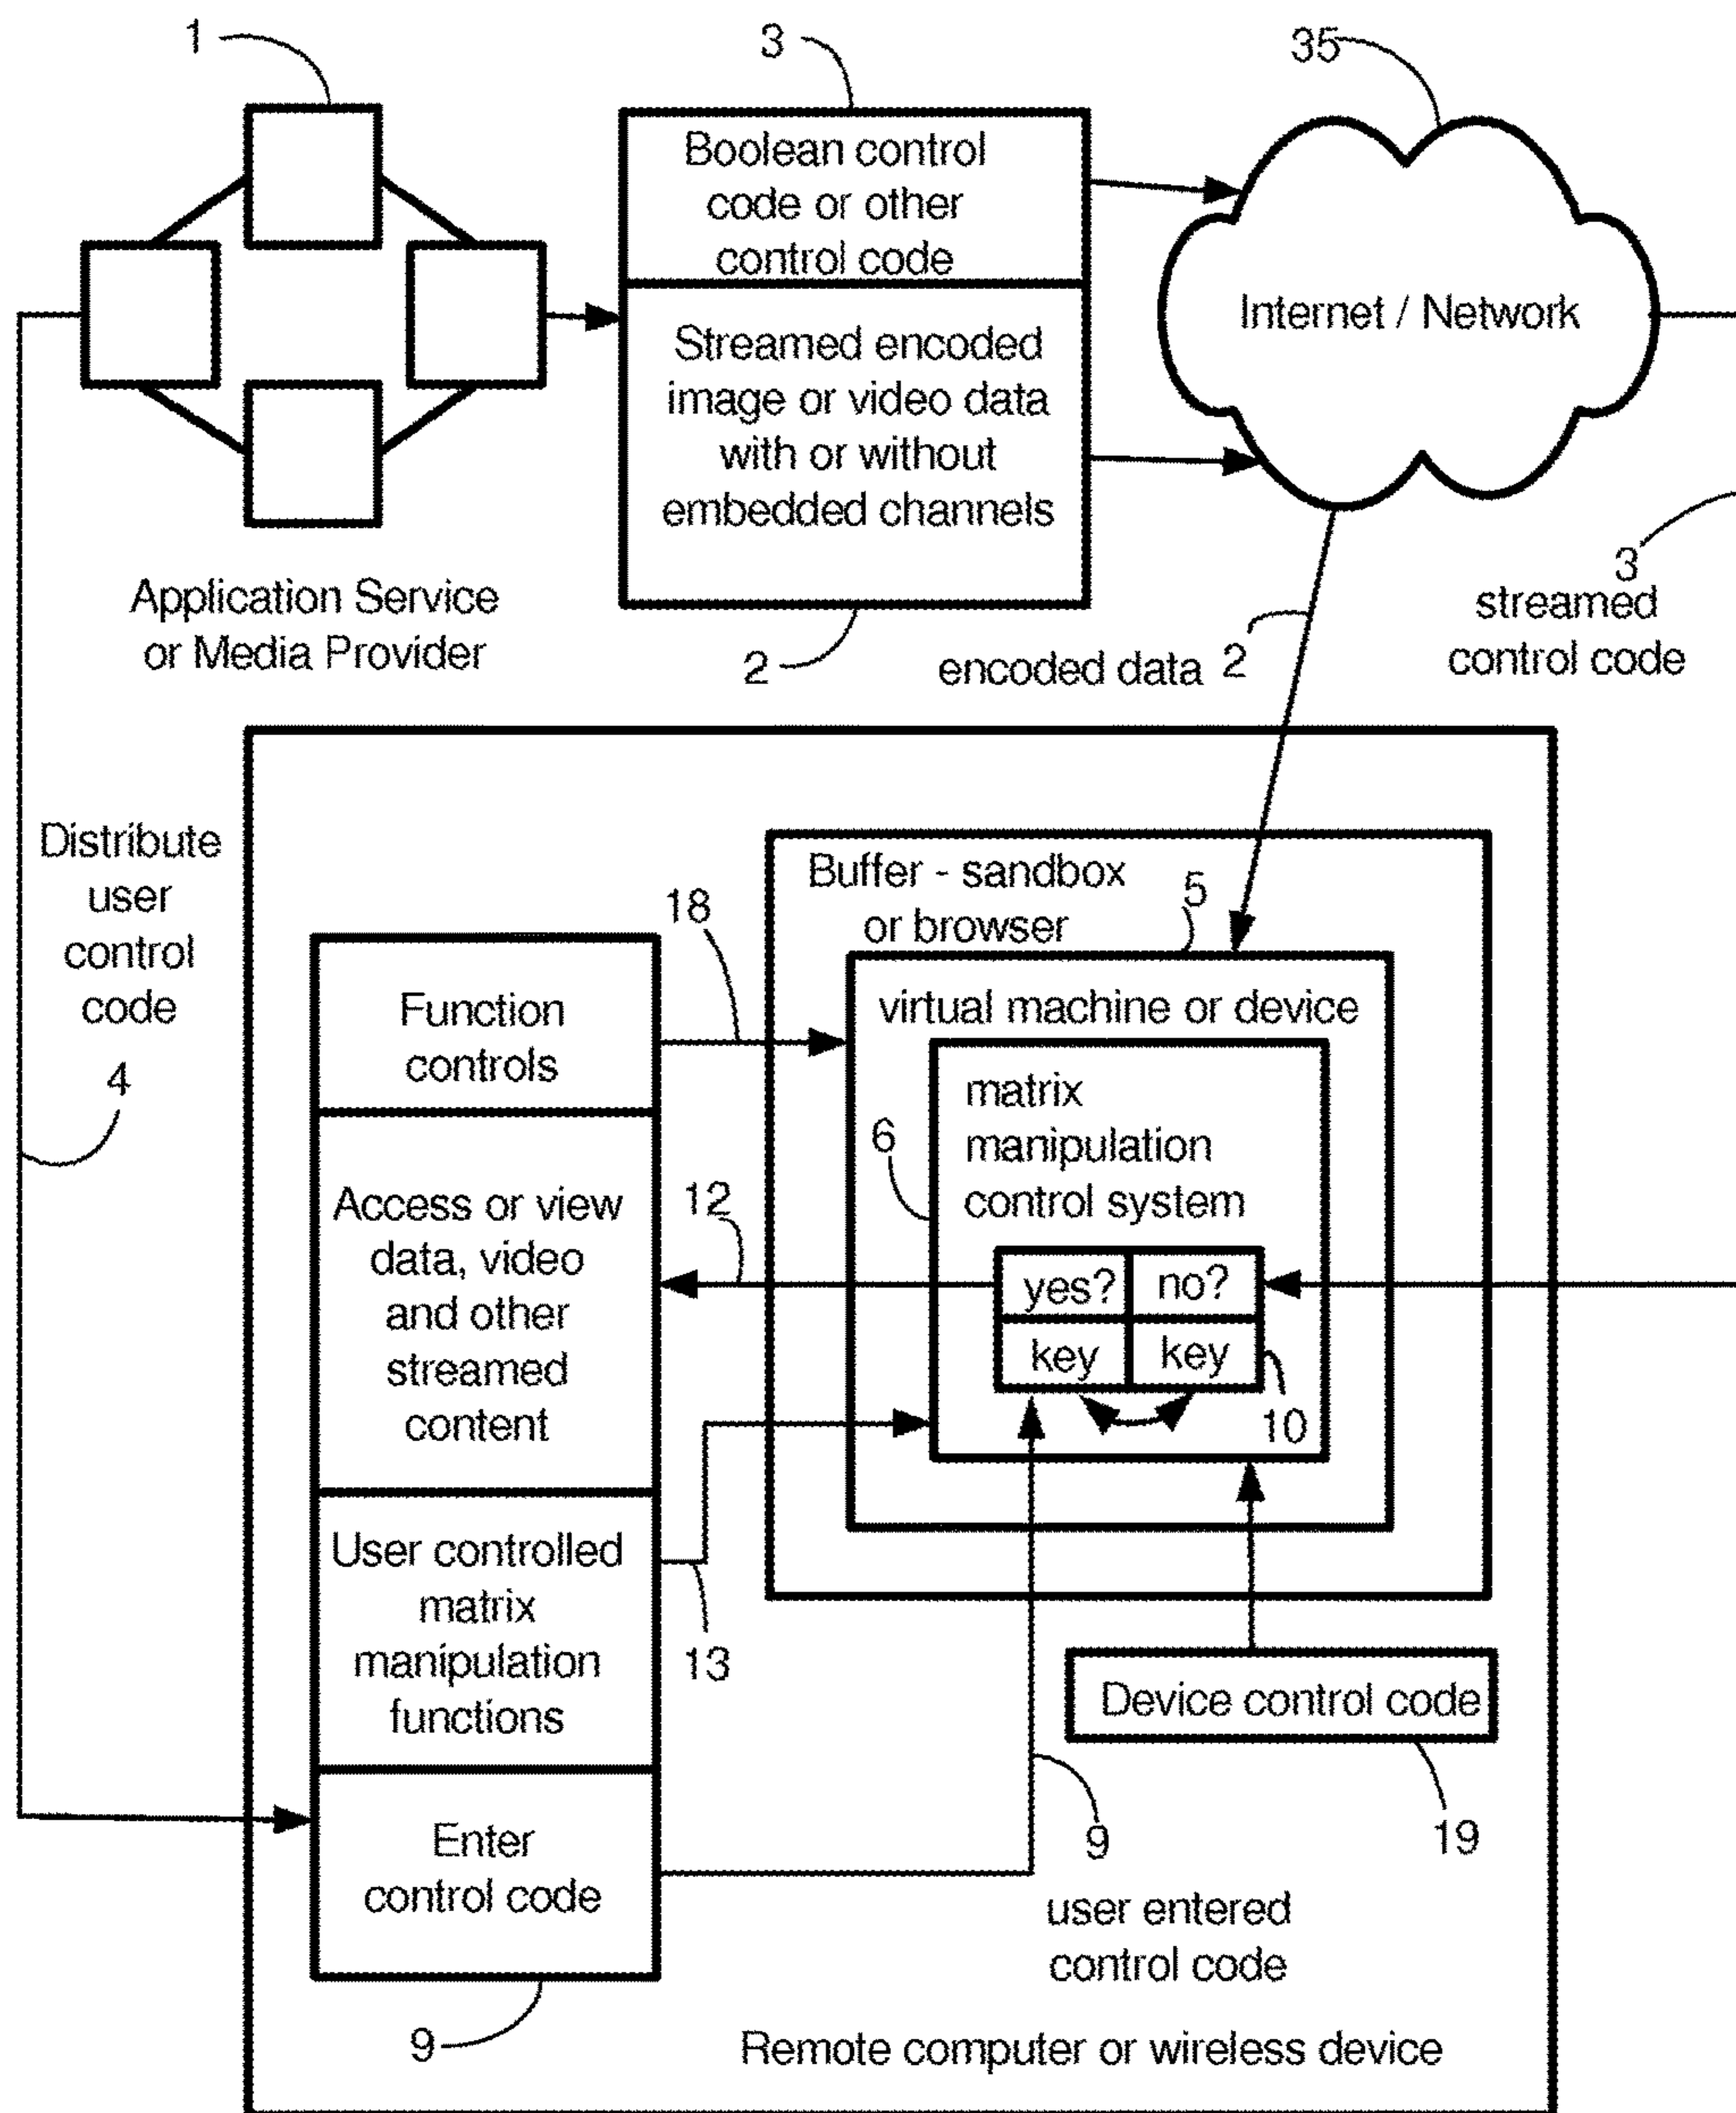 1
3
35
Boolean control
code or other
control code
Streamed encoded
image or video data
with or without
embedded channels
Internet / Network
Application Service
or Media Provider
2
encoded data 2
3
streamed
control code
Distribute
user
control
code
4
Buffer - sandbox
or browser
5
18
Function
controls
virtual machine or device
matrix
manipulation
control system
6
12
Access or view
data, video
and other
streamed
content
yes?
no?
key
key
10
User controlled
matrix
manipulation
functions
13
Device control code
19
9
Enter
control code
user entered
control code
9
Remote computer or wireless device